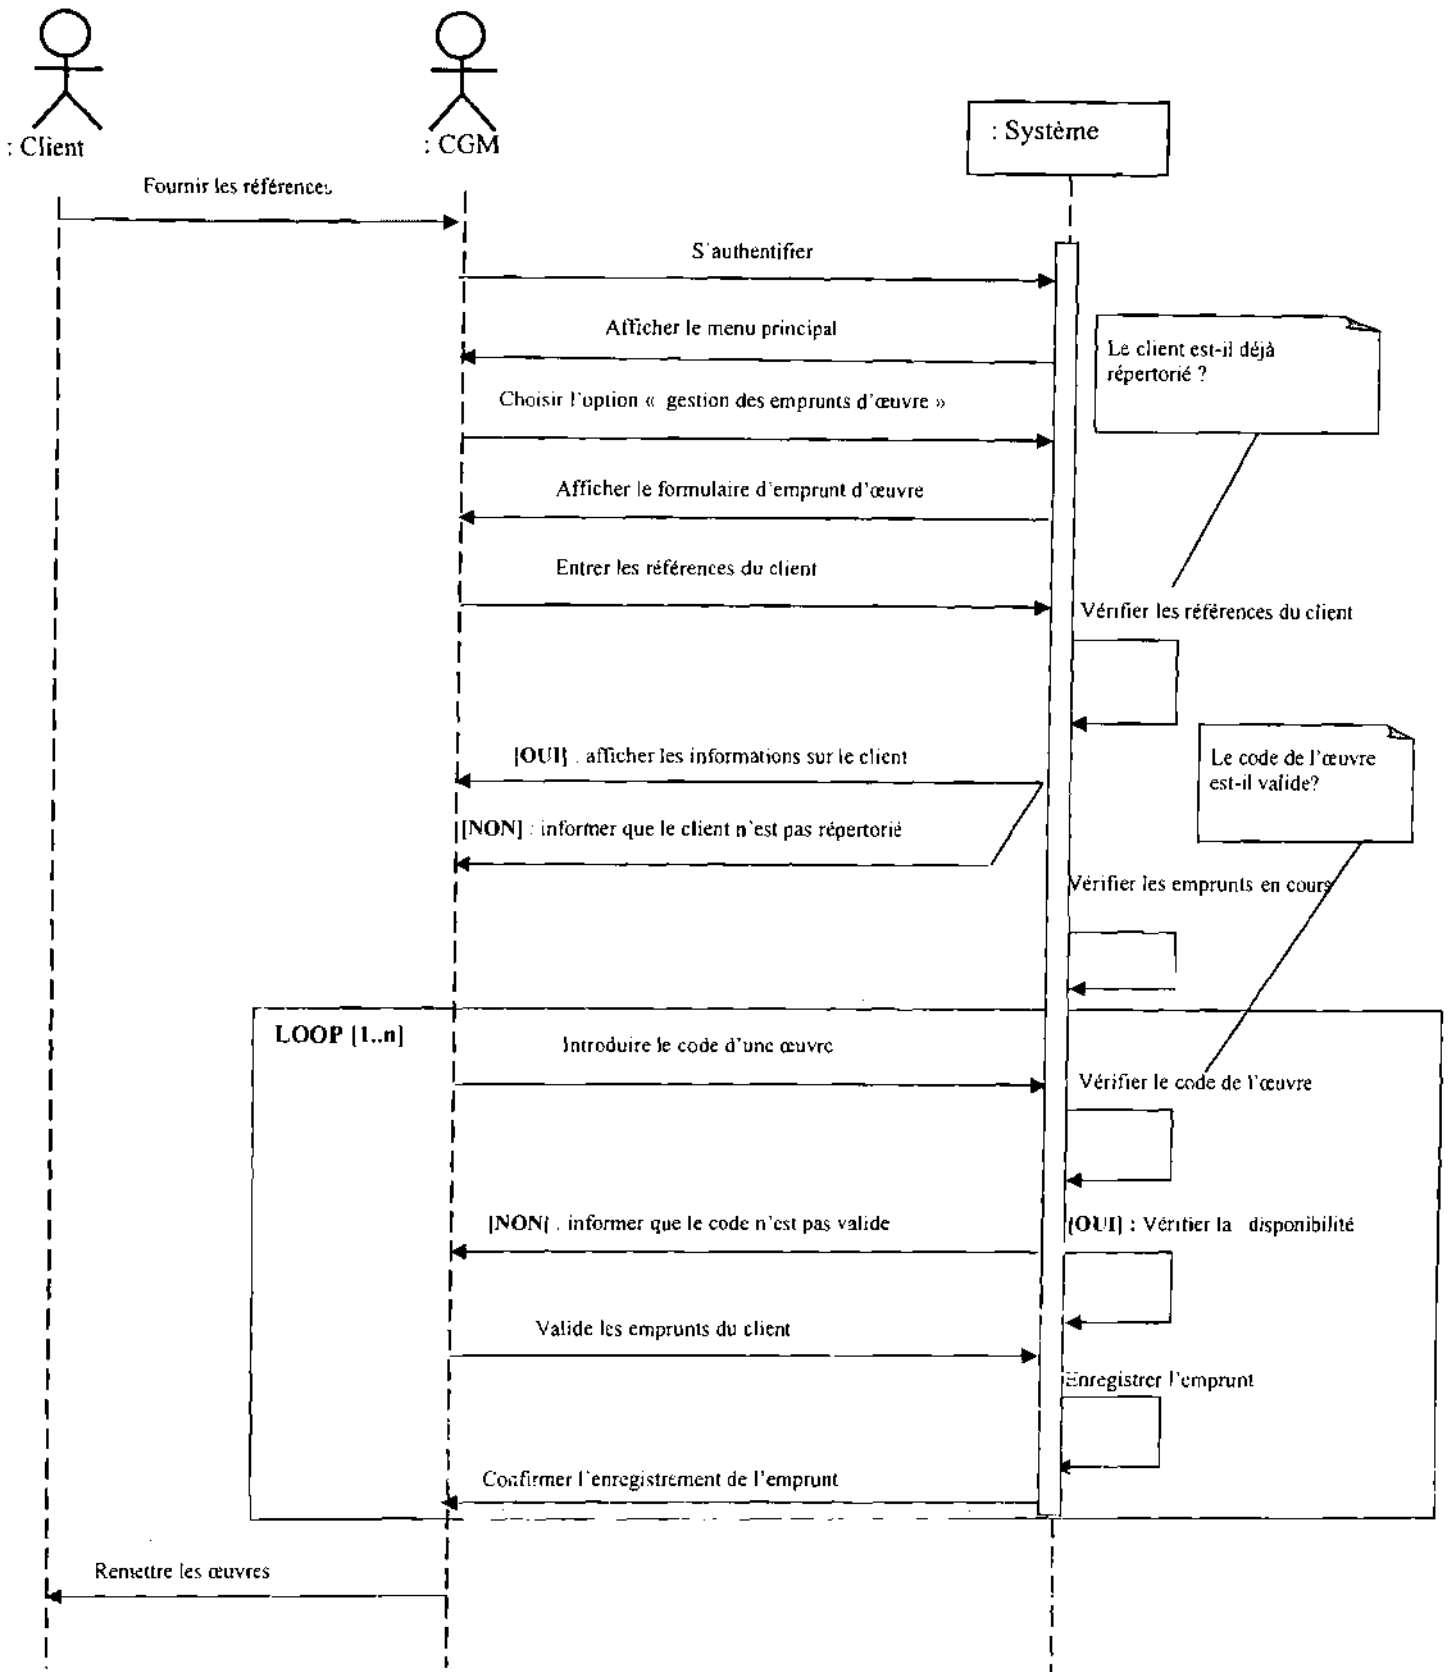 : Client
: CGM
: Système
Fournir les références
S'authentifier
Afficher le menu principal
Le client est-il déjà
répertorié ?
Choisir l'option « gestion des emprunts d'œuvre »
Afficher le formulaire d'emprunt d'œuvre
Entrer les références du client
Vérifier les références du client
[OUI] : afficher les informations sur le client
Le code de l'œuvre
est-il valide?
[NON] : informer que le client n'est pas répertorié
Vérifier les emprunts en cours
LOOP [1..n]
Introduire le code d'une œuvre
Vérifier le code de l'œuvre
[NON] : informer que le code n'est pas valide
[OUI] : Vérifier la disponibilité
Valide les emprunts du client
Enregistrer l'emprunt
Confirmer l'enregistrement de l'emprunt
Remettre les œuvres